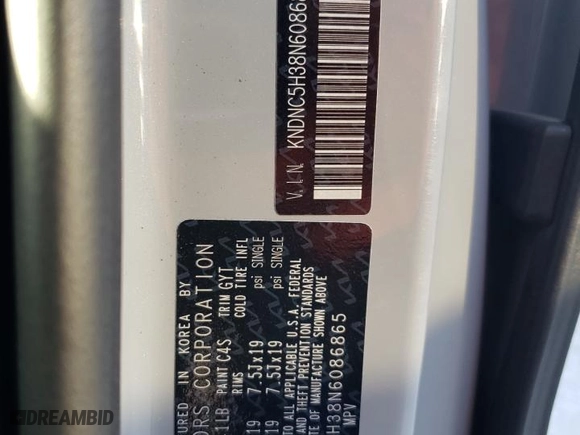 V.I.N. KNDNC5H38N6086
URED IN KOREA BY
ORS CORPORATION
1LB PAINT C4S TRIM GYT
RIMS COLD TIRE INFL
19 7.5Jx19 psi SINGLE
19 7.5Jx19 psi SINGLE
TO ALL APPLICABLE U.S.A. FEDERAL
AND THEFT PREVENTION STANDARDS
OF MANUFACTURE SHOWN ABOVE
H38N6086865
MPV
DREAMBID